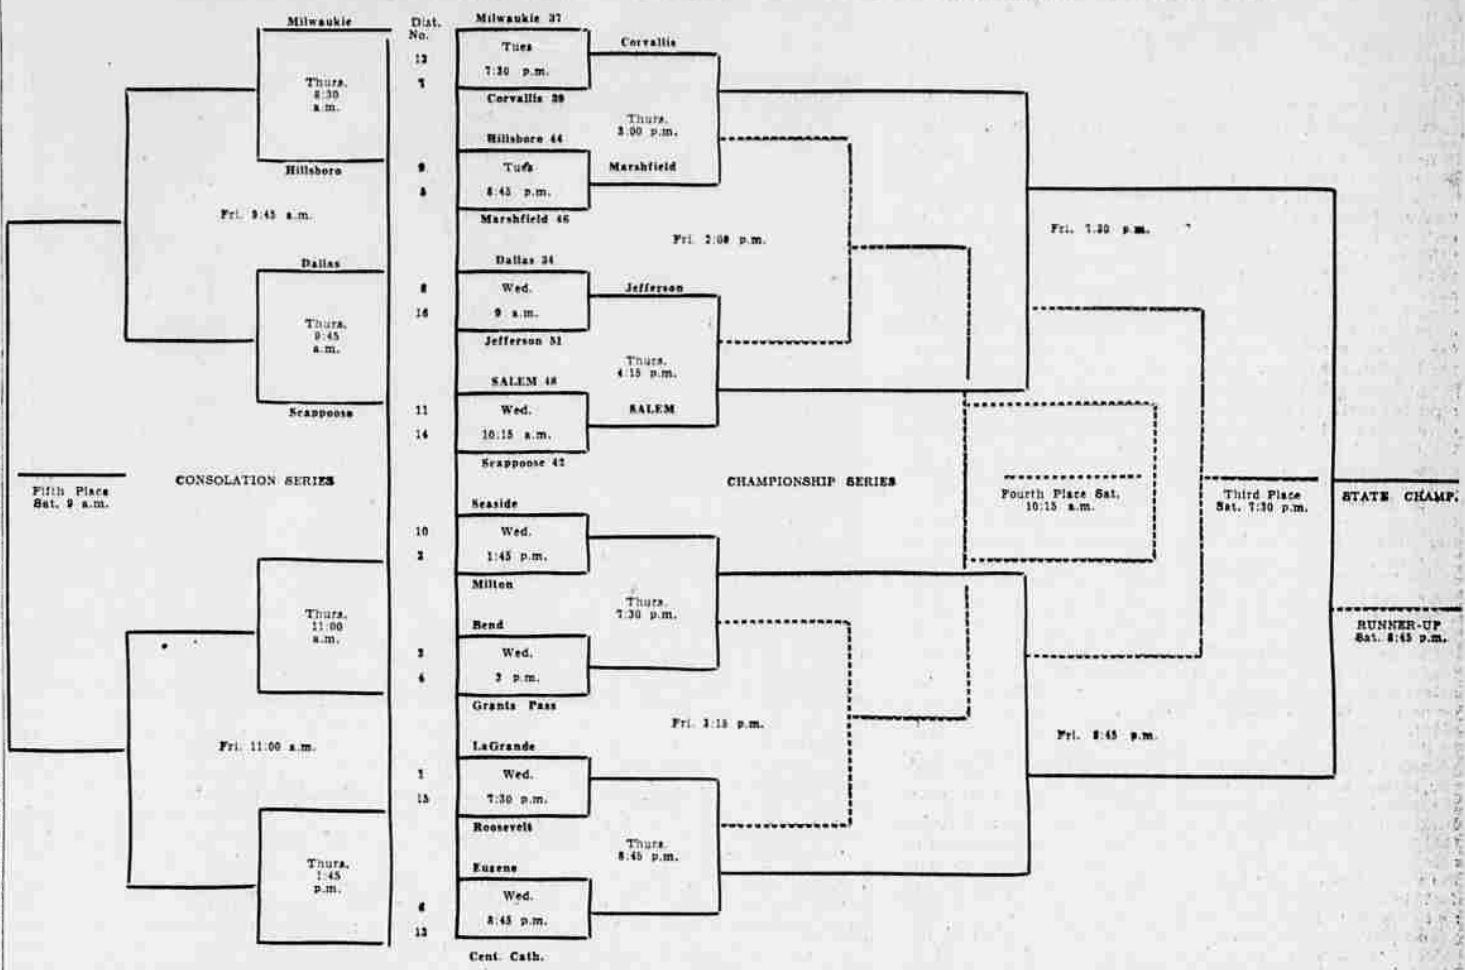 Milwaukie
Thurs.
8:30
a.m.
Hillsboro
Fri. 9:45 a.m.
Dallas
Thurs.
9:45
a.m.
Scappoose
CONSOLATION SERIES
Fifth Place
Sat. 9 a.m.
Thurs.
11:00
a.m.
Fri. 11:00 a.m.
Thurs.
1:45
p.m.
Dist.
No.
7
9
8
16
11
14
10
1
15
Milwaukie 37
Tues
7:30 p.m.
Corvallis 39
Hillsboro 44
Tues
8:45 p.m.
Marshfield 46
Dallas 34
Wed.
9 a.m.
Jefferson 51
SALEM 48
Wed.
10:15 a.m.
Scappoose 42
Seaside
Wed.
1:45 p.m.
Milton
Bend
Wed.
3 p.m.
Grants Pass
LaGrande
Wed.
7:30 p.m.
Roosevelt
Eugene
Wed.
8:45 p.m.
Cent. Cath.
Corvallis
Thurs.
3:00 p.m.
Marshfield
Fri. 2:00 p.m.
Jefferson
Thurs.
4:15 p.m.
SALEM
CHAMPIONSHIP SERIES
Thurs.
7:30 p.m.
Fri. 3:15 p.m.
Thurs.
8:45 p.m.
Fri. 7:30 p.m.
Fourth Place Sat.
10:15 a.m.
Third Place
Sat. 7:30 p.m.
STATE CHAMP.
RUNNER-UP
Sat. 8:45 p.m.
Fri. 8:45 p.m.